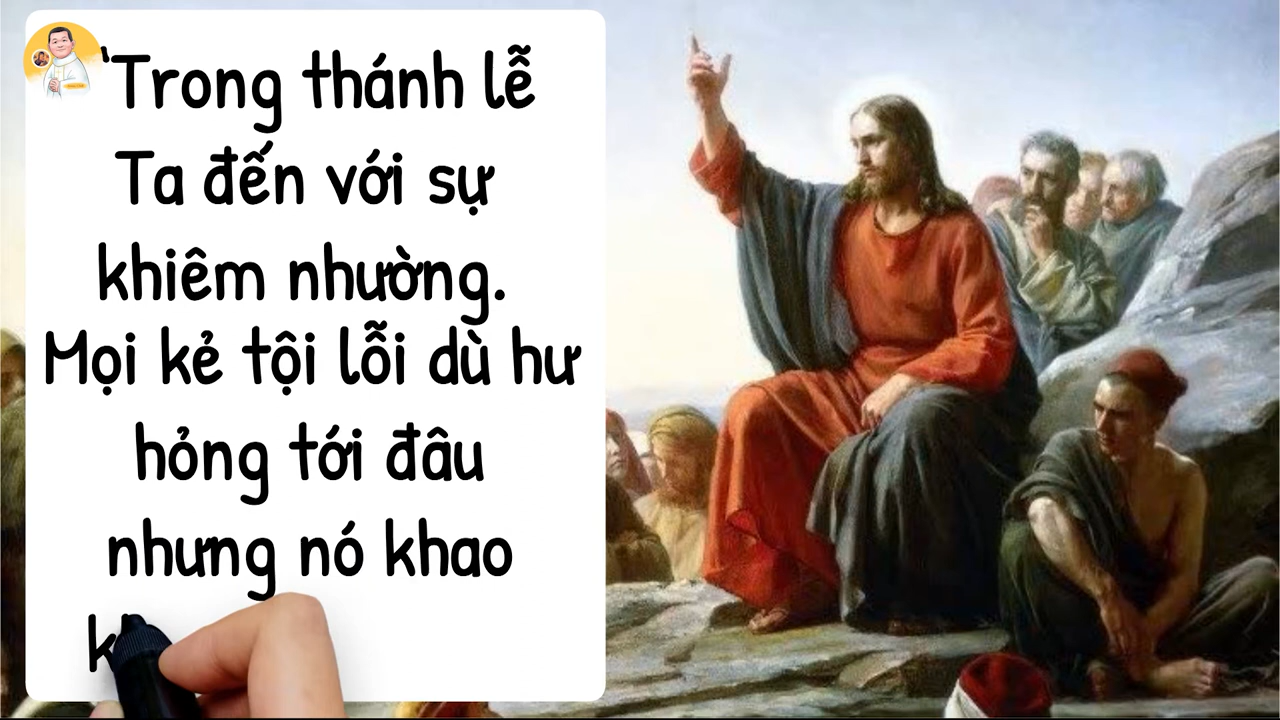 “Trong thánh lễ
Ta đến với sự
khiêm nhường.
Mọi kẻ tội lỗi dù hư
hỏng tới đâu
nhưng nó khao